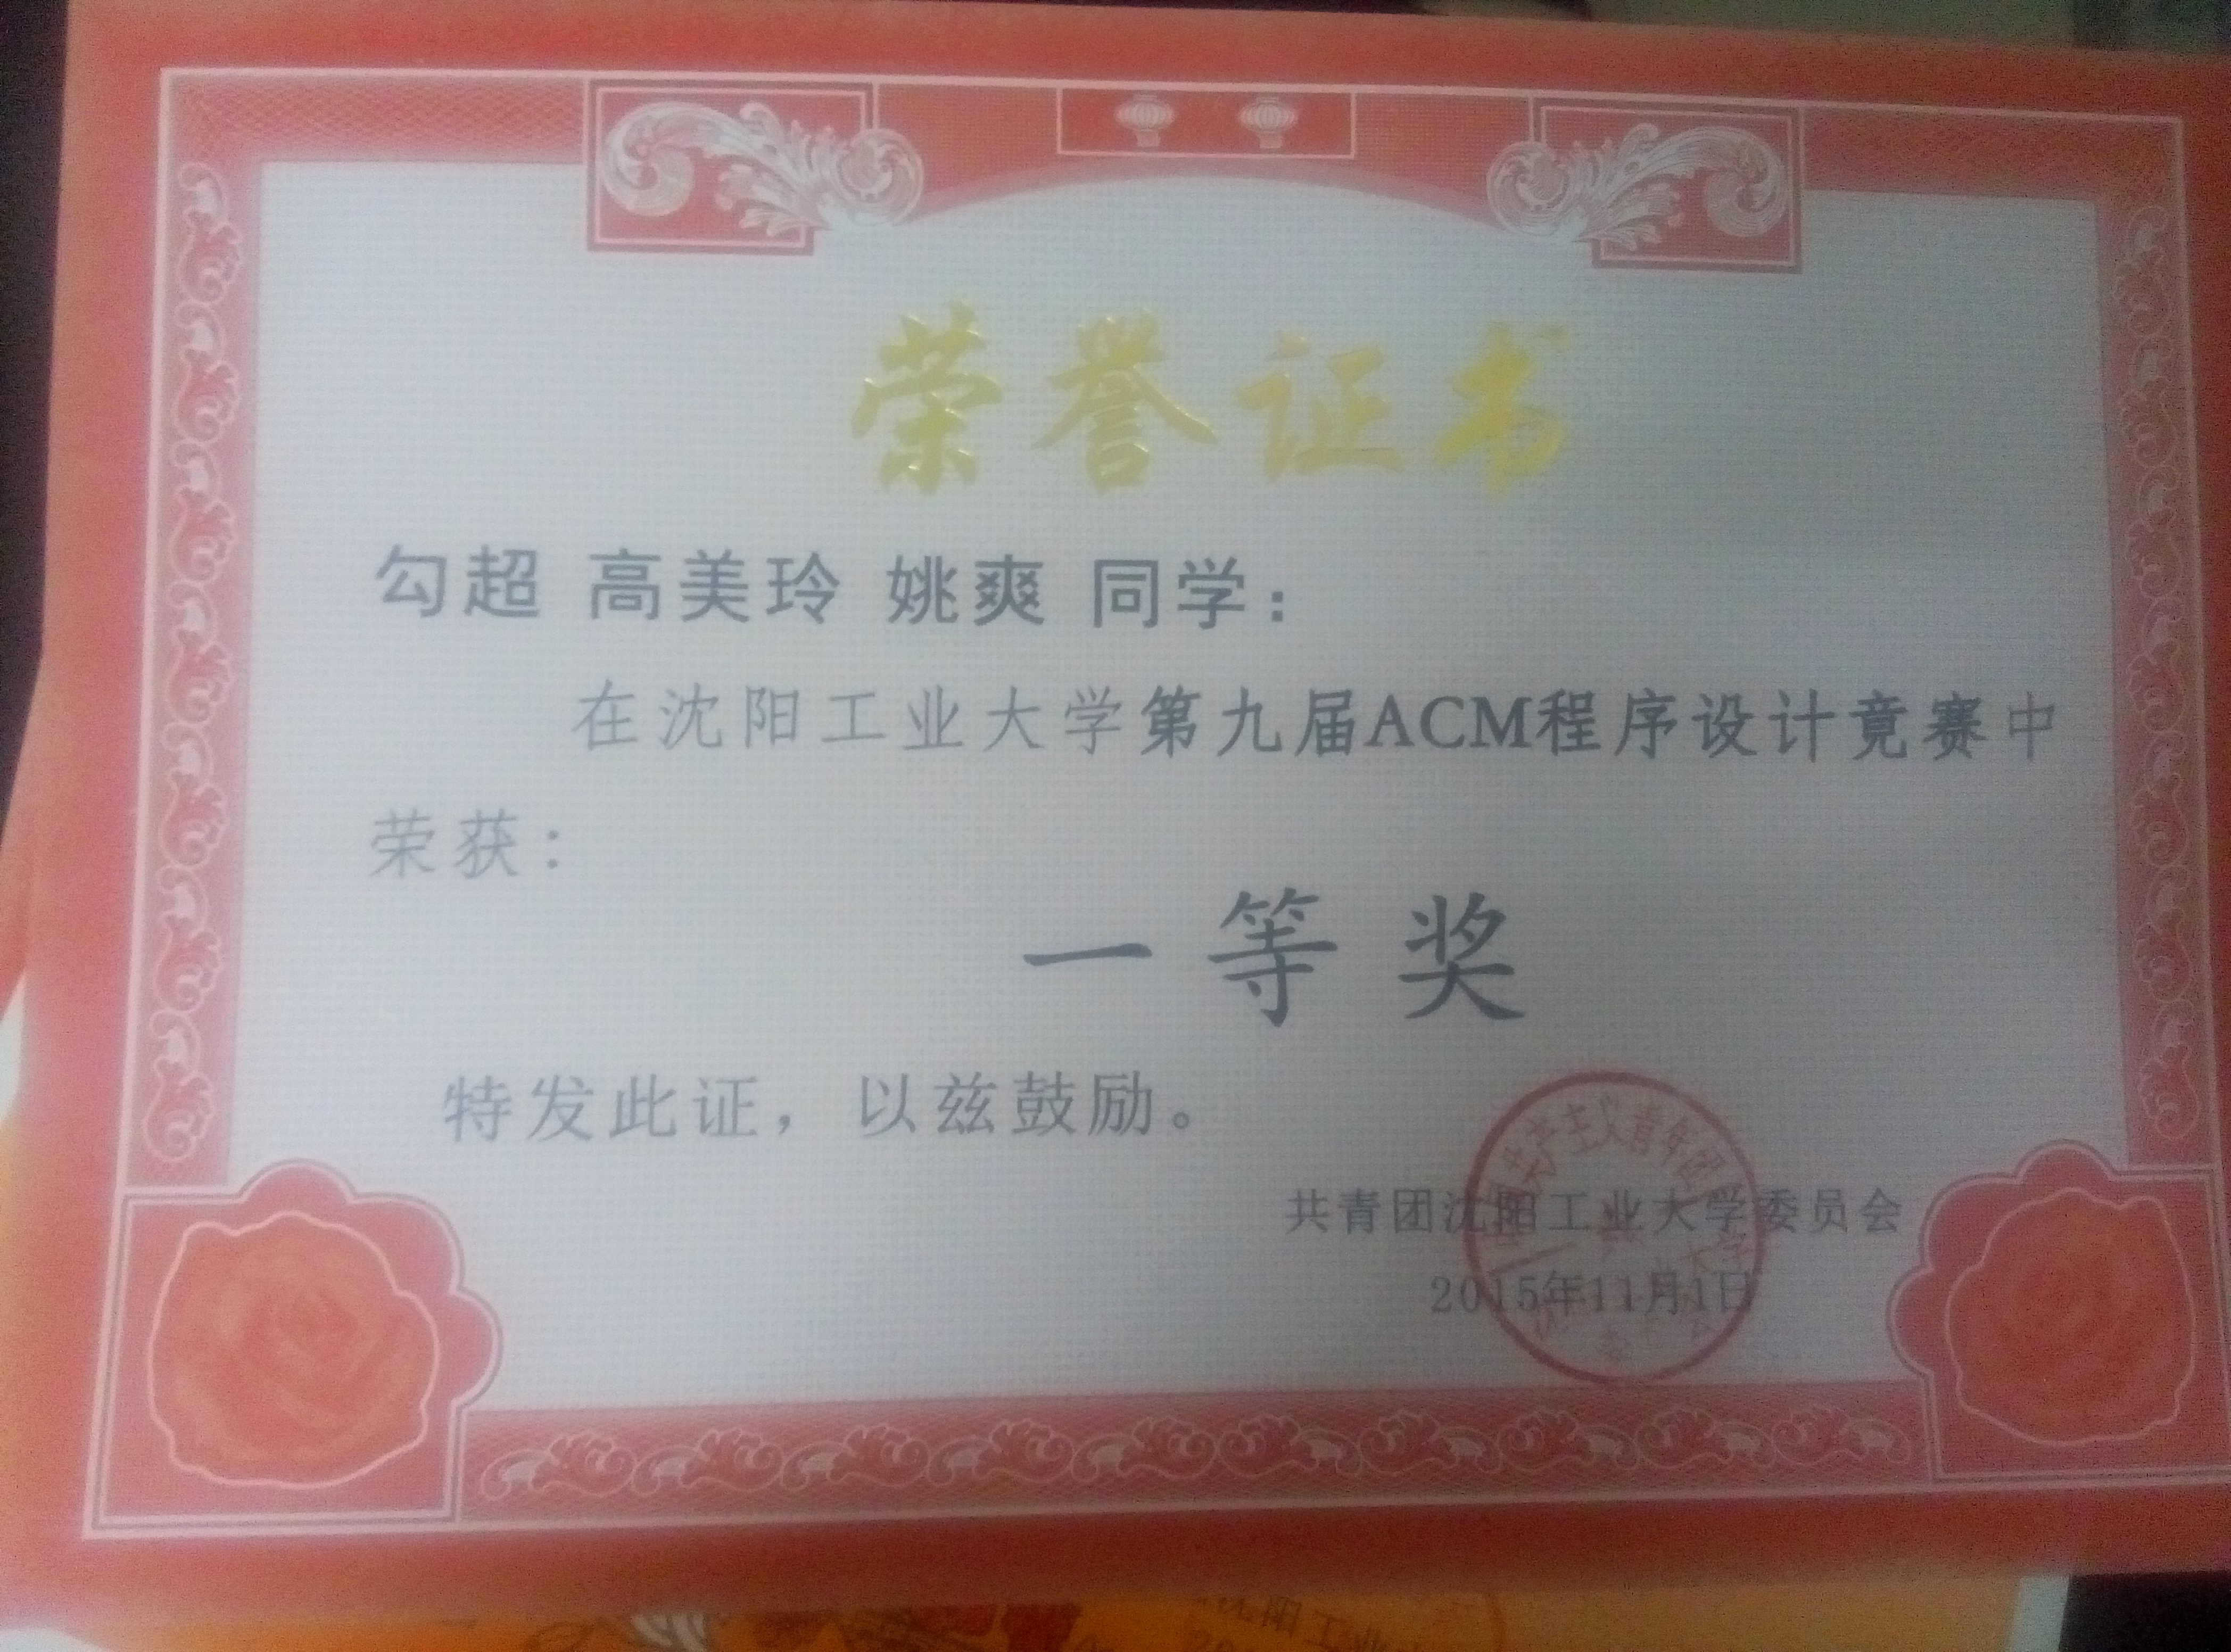 荣誉证书
勾超 高美玲 姚爽 同学：
在沈阳工业大学第九届ACM程序设计竟赛中
荣获：
一等奖
特发此证，以兹鼓励。
共青团沈阳工业大学委员会
2015年11月1日
共产主义青年团
沈阳工业